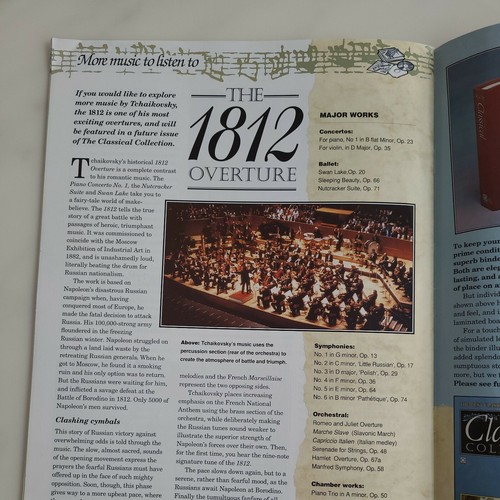 More music to listen to
If you would like to explore
more music by Tchaikovsky,
the 1812 is one of his most
exciting overtures, and will
be featured in a future issue
of The Classical Collection.
Tchaikovsky's historical 1812
Overture is a complete contrast
to his romantic music. The
Piano Concerto No. 1, the Nutcracker
Suite and Swan Lake take you to
a fairy-tale world of make-
believe. The 1812 tells the true
story of a great battle with
passages of heroic, triumphant
music. It was commissioned to
coincide with the Moscow
Exhibition of Industrial Art in
1882, and is unashamedly loud,
literally beating the drum for
Russian nationalism.
The work is based on
Napoleon's disastrous Russian
campaign when, having
conquered most of Europe, he
made the fatal decision to attack
Russia. His 100,000-strong army
floundered in the freezing
Russian winter. Napoleon struggled on
through a land laid waste by the
retreating Russian generals. When he
got to Moscow, he found it a smoking
ruin and his only option was to return.
But the Russians were waiting for him,
and inflicted a savage defeat at the
Battle of Borodino in 1812. Only 5000 of
Napoleon's men survived.
Clashing cymbals
This story of Russian victory against
overwhelming odds is told through the
music. The slow, almost sacred, sounds
of the opening movement express the
prayers the fearful Russians must have
offered up in the face of such mighty
opposition. Soon, though, this phase
gives way to a more upbeat pace, where
THE
1812
OVERTURE
Above: Tchaikovsky's music uses the
percussion section (rear of the orchestra) to
create the atmosphere of battle and triumph.
melodies and the French Marseillaise
represent the two opposing sides.
Tchaikovsky places increasing
emphasis on the French National
Anthem using the brass section of the
orchestra, while deliberately making
the Russian tunes sound weaker to
illustrate the superior strength of
Napoleon's forces over their own. Then,
for the first time, you hear the nine-note
signature tune of the 1812.
The pace slows down again, but to a
serene, rather than fearful mood, as the
Russians await Napoleon at Borodino.
Finally the tumultuous fanfare of all
MAJOR WORKS
Concertos:
For piano, No.1 in B flat Minor, Op. 23
For violin, in D Major, Op. 35
Ballet:
Swan Lake, Op. 20
Sleeping Beauty, Op. 66
Nutcracker Suite, Op. 71
Symphonies:
No. 1 in G minor, Op. 13
No. 2 in C minor, 'Little Russian', Op. 17
No. 3 in D major, 'Polish', Op. 29
No. 4 in F minor, Op. 36
No. 5 in E minor, Op. 64
No. 6 in B minor 'Pathétique', Op. 74
Orchestral:
Romeo and Juliet Overture
Marche Slave (Slavonic March)
Capriccio Italien (Italian medley)
Serenade for Strings, Op. 48
Hamlet, Overture, Op. 67a
Manfred Symphony, Op. 58
Chamber works:
Piano Trio in A minor, Op. 50
Classical
To keep your
prime condition
superb binder
Both are eleg
lasting, and
of place on a
But indivi
shown above h
and feel, and i
laminated boa
For a touch
of simulated l
the binder illu
added splendo
sumptuous st
more, but wit
Please see fu
Cla
COL